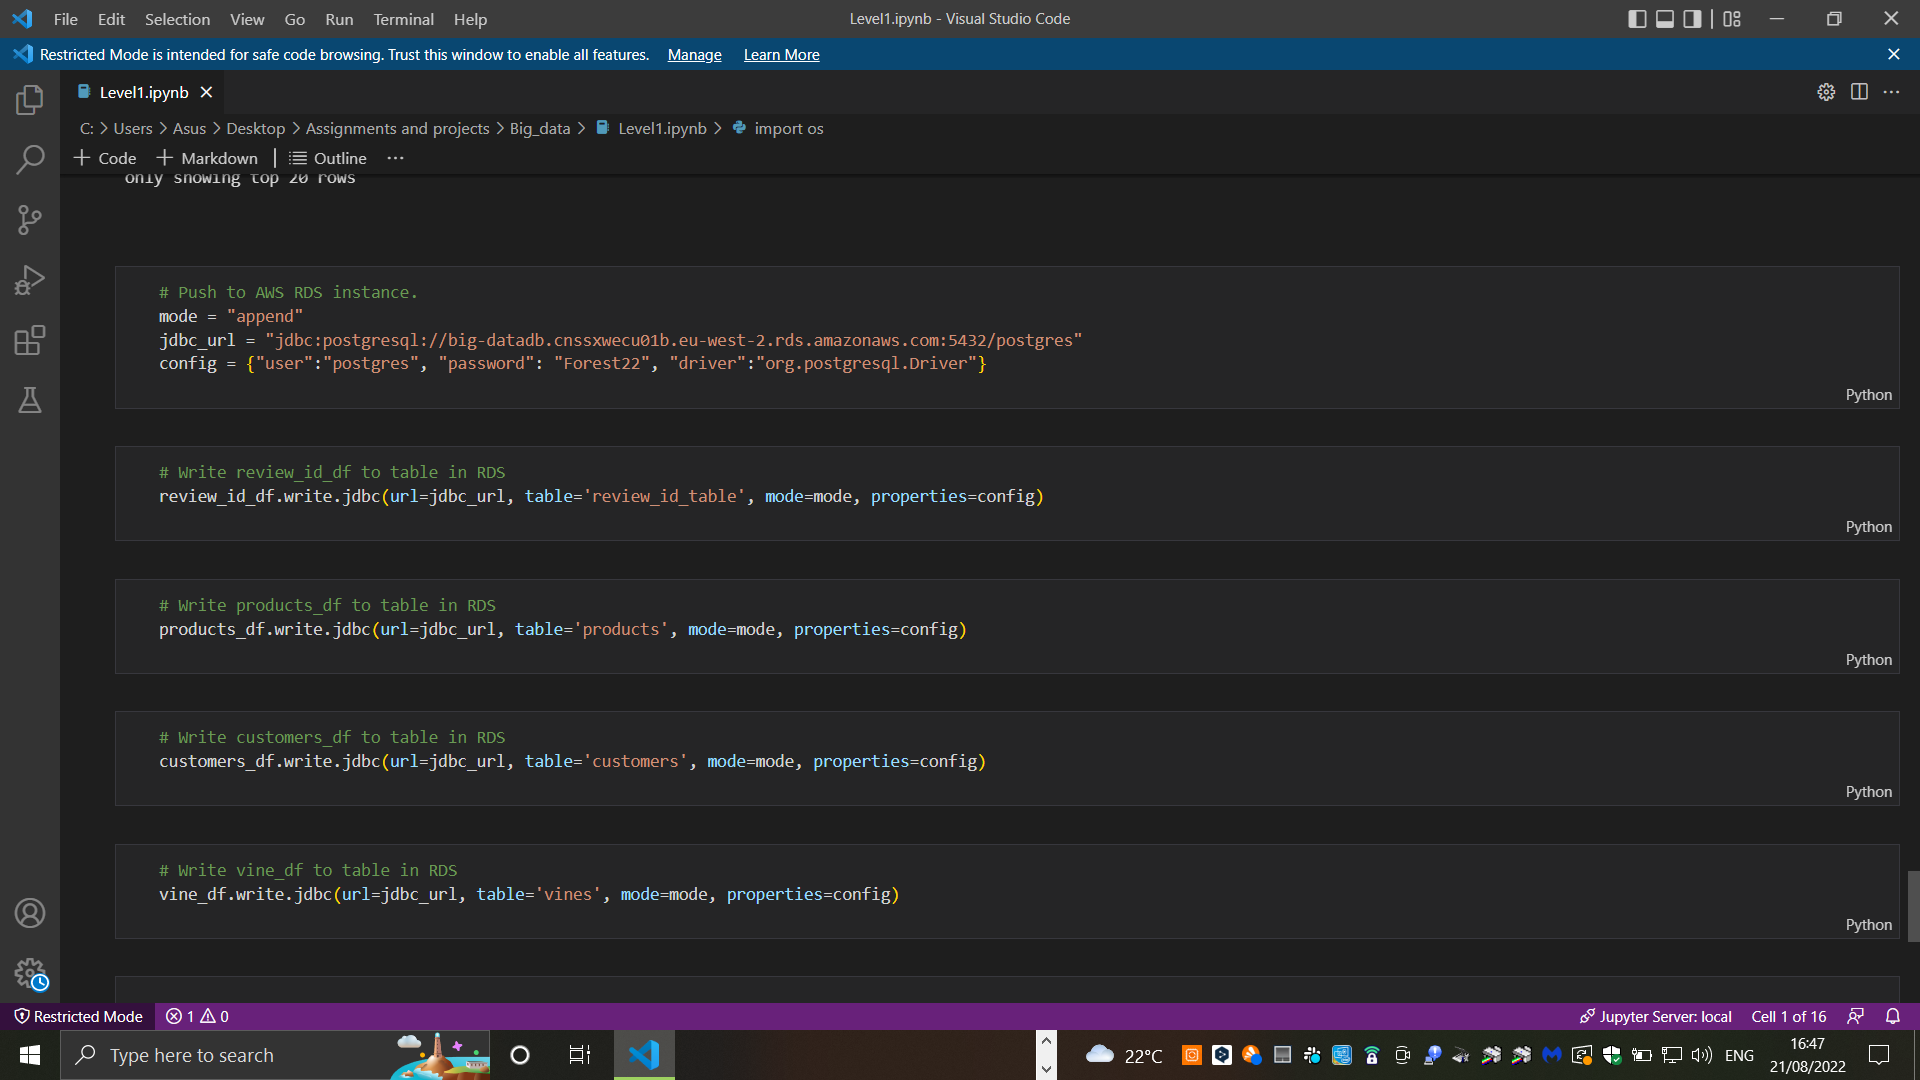 File Edit Selection View Go Run Terminal Help
Level1.ipynb - Visual Studio Code
Restricted Mode is intended for safe code browsing. Trust this window to enable all features. Manage Learn More
Level1.ipynb
C: > Users > Asus > Desktop > Assignments and projects > Big_data > Level1.ipynb > import os
+ Code + Markdown | Outline ...
only showing top 20 rows
# Push to AWS RDS instance.
mode = "append"
jdbc_url = "jdbc:postgresql://big-datadb.cnssxwecu01b.eu-west-2.rds.amazonaws.com:5432/postgres"
config = {"user":"postgres", "password": "Forest22", "driver":"org.postgresql.Driver"}
Python
# Write review_id_df to table in RDS
review_id_df.write.jdbc(url=jdbc_url, table='review_id_table', mode=mode, properties=config)
Python
# Write products_df to table in RDS
products_df.write.jdbc(url=jdbc_url, table='products', mode=mode, properties=config)
Python
# Write customers_df to table in RDS
customers_df.write.jdbc(url=jdbc_url, table='customers', mode=mode, properties=config)
Python
# Write vine_df to table in RDS
vine_df.write.jdbc(url=jdbc_url, table='vines', mode=mode, properties=config)
Python
Restricted Mode 1 0
Jupyter Server: local Cell 1 of 16
Type here to search
22°C
ENG
16:47
21/08/2022